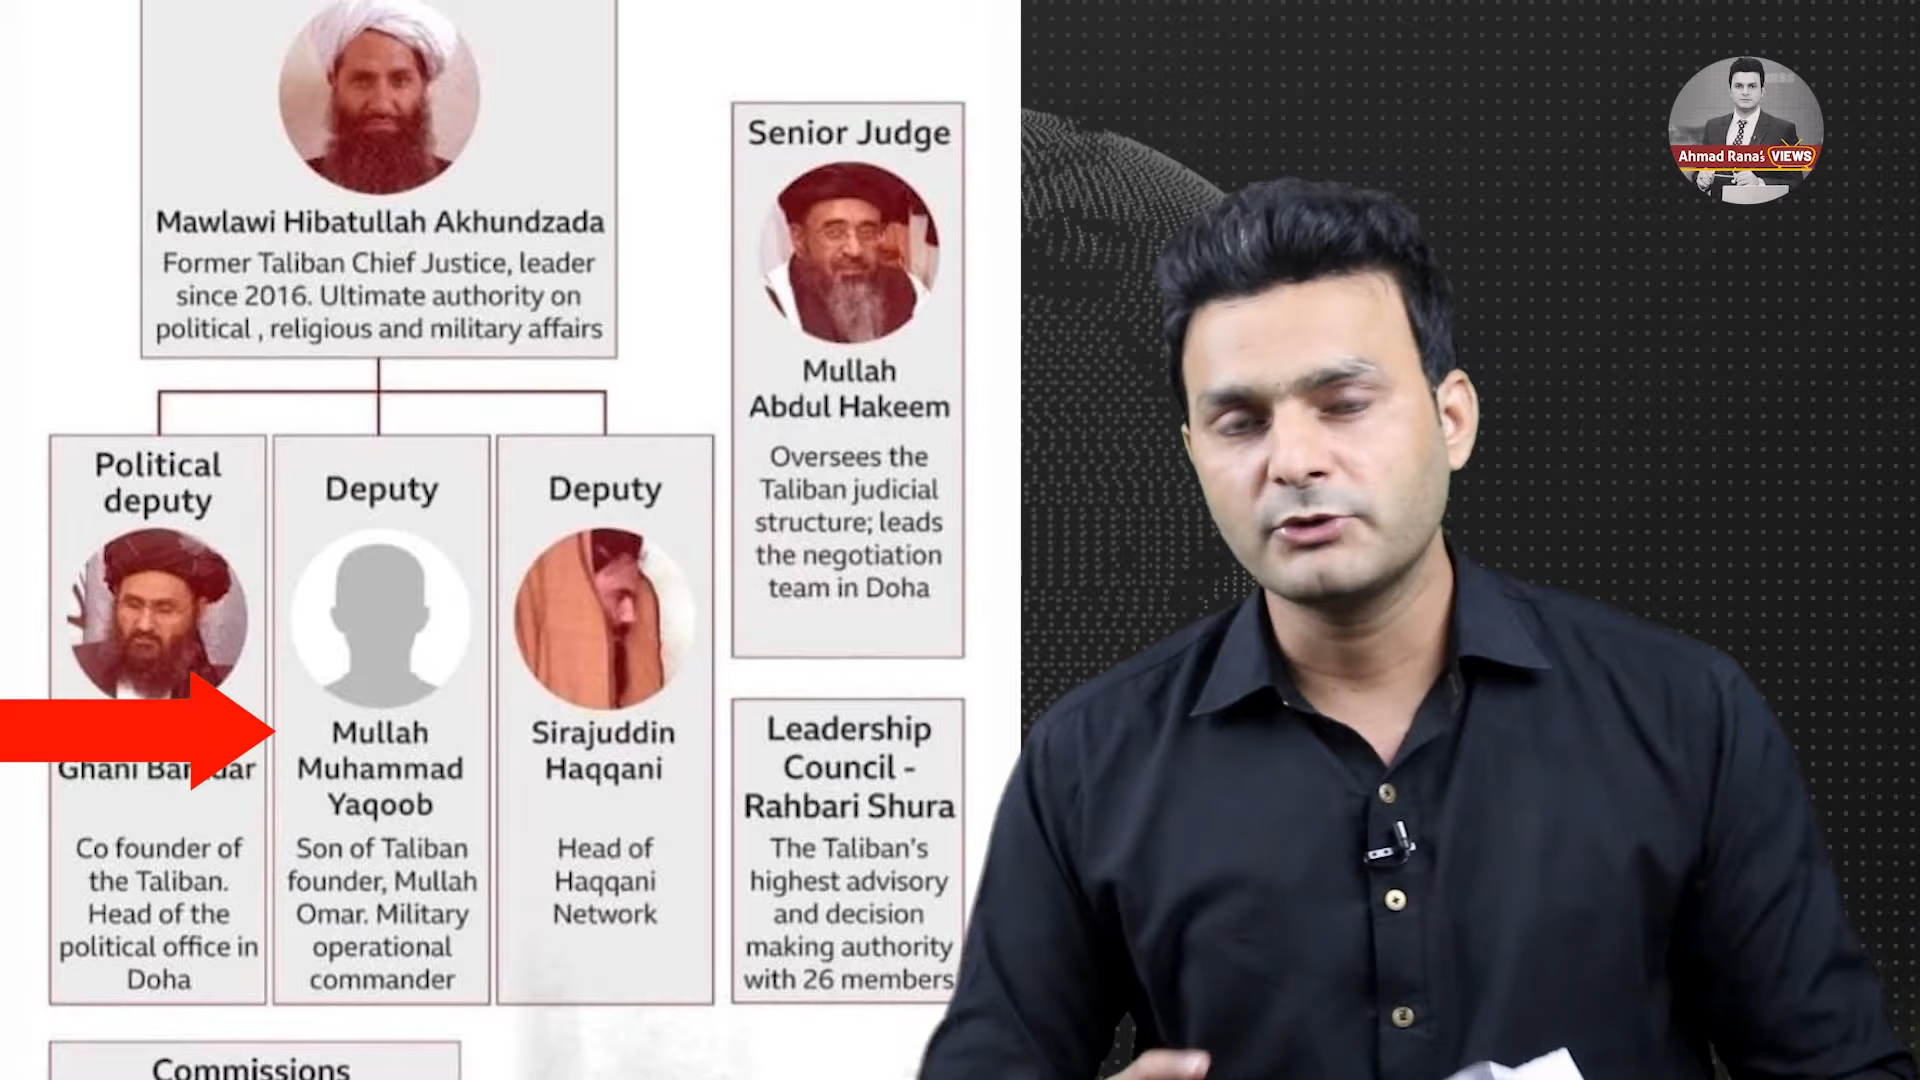 Mawlawi Hibatullah Akhundzada
Former Taliban Chief Justice, leader
since 2016. Ultimate authority on
political , religious and military affairs
Political
deputy
Ghani
Co founder of
the Taliban.
Head of the
political office in
Doha
Deputy
Mullah
Muhammad
Yaqoob
Son of Taliban
founder, Mullah
Omar. Military
operational
commander
Deputy
Sirajuddin
Haqqani
Head of
Haqqani
Network
Senior Judge
Mullah
Abdul Hakeem
Oversees the
Taliban judicial
structure; leads
the negotiation
team in Doha
Leadership
Council -
Rahbari Shura
The Taliban's
highest advisory
and decision
making authority
with 26 members
Commissions
Ahmad Rana's VIEWS